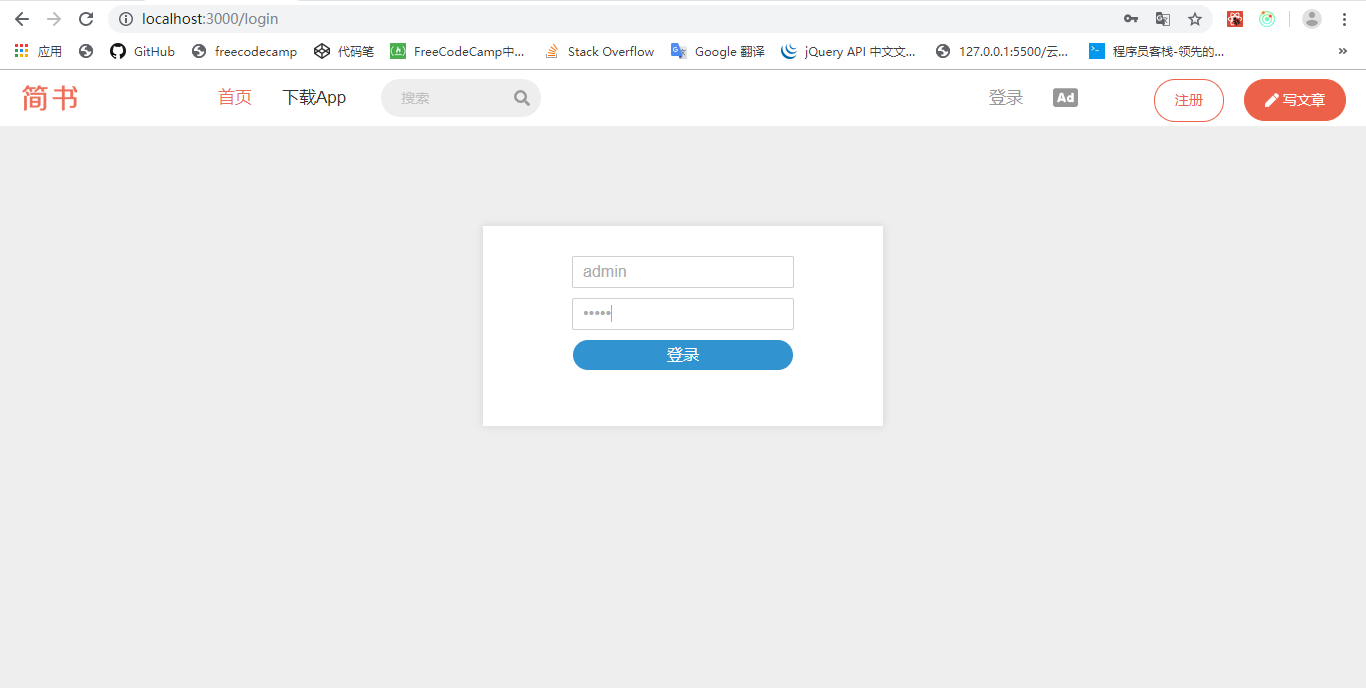 localhost:3000/login
应用 GitHub freecodecamp 代码笔 FreeCodeCamp中... Stack Overflow Google 翻译 jQuery API 中文文... 127.0.0.1:5500/云... 程序员客栈-领先的... »
简书 首页 下载App 搜索 登录 Ad 注册 写文章
admin
•••••
登录